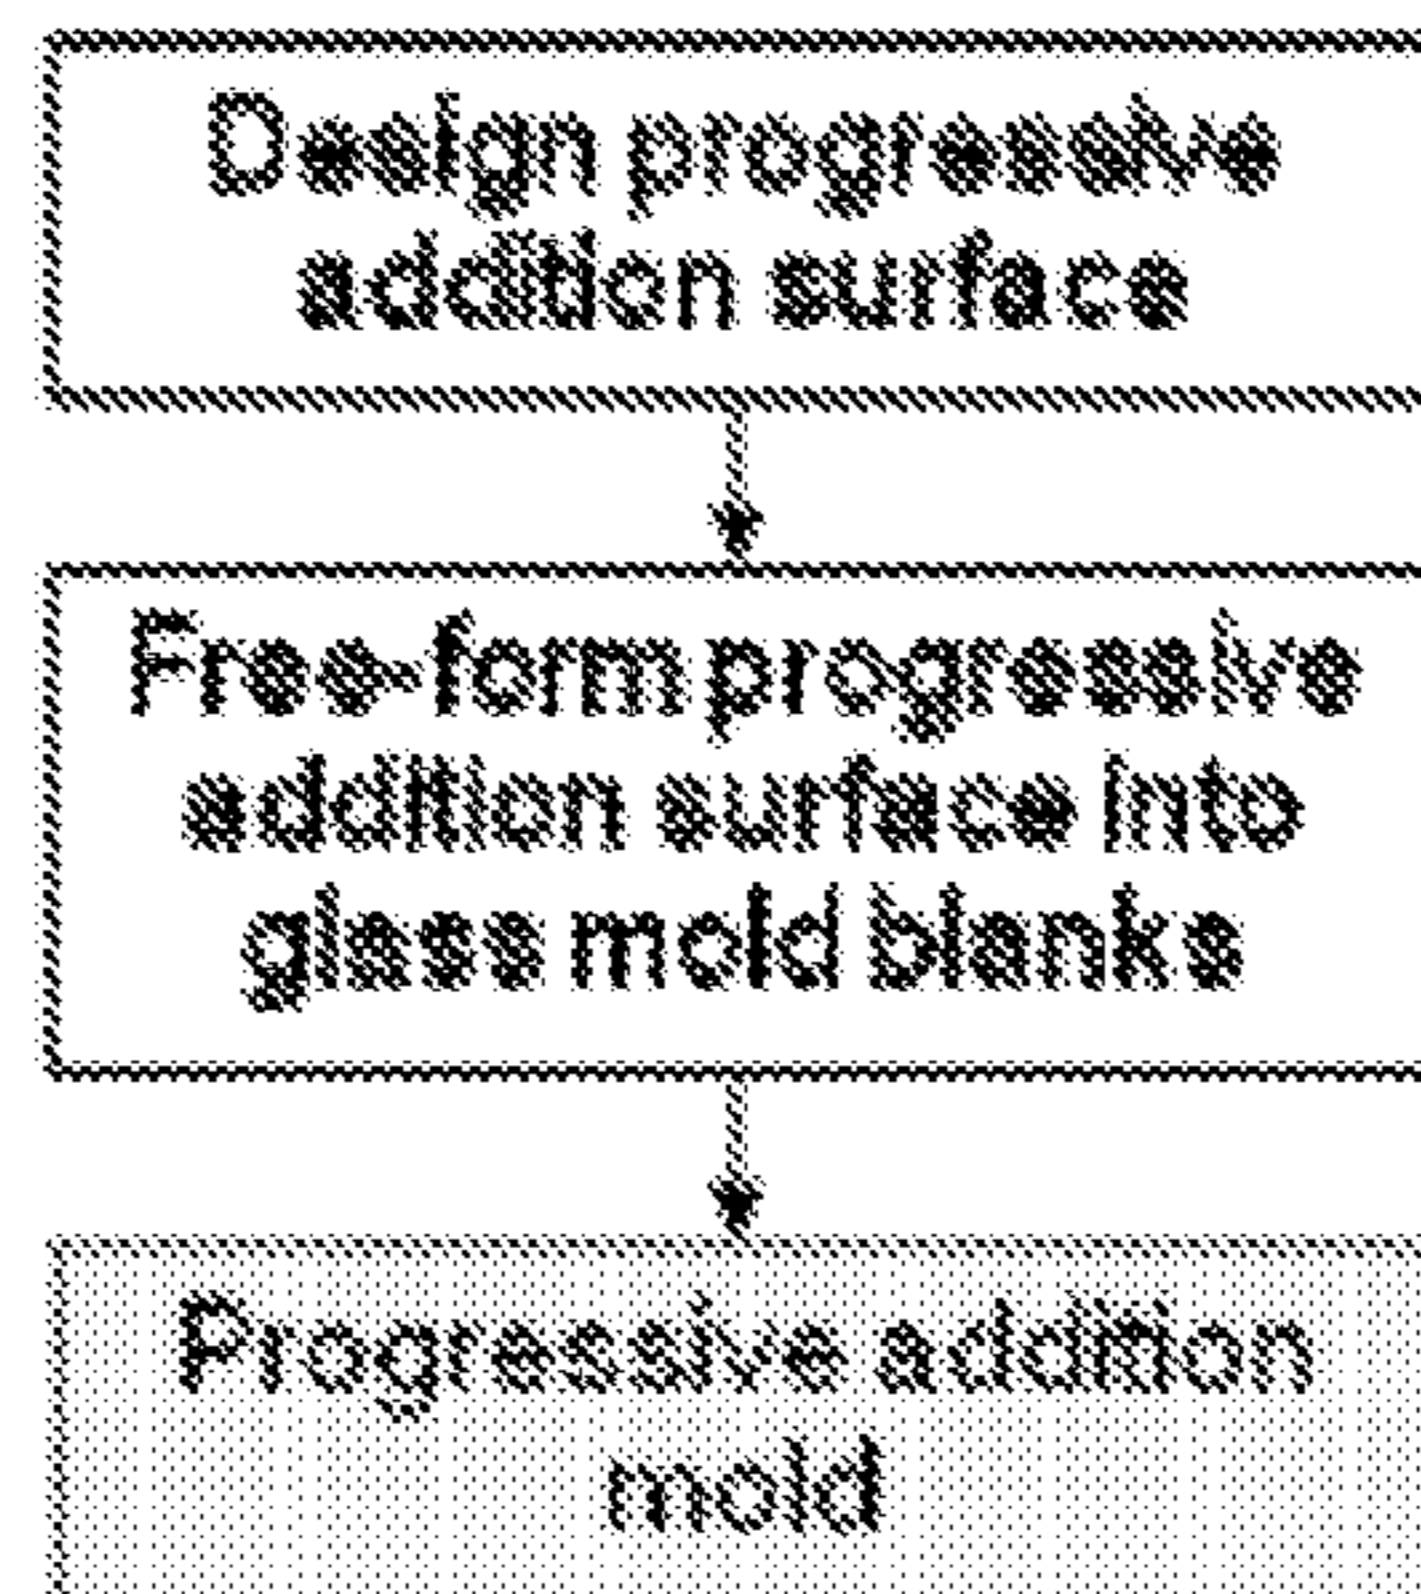 Design progressive
addition surface
Free-form progressive
addition surface into
glass mold blanks
Progressive addition
mold